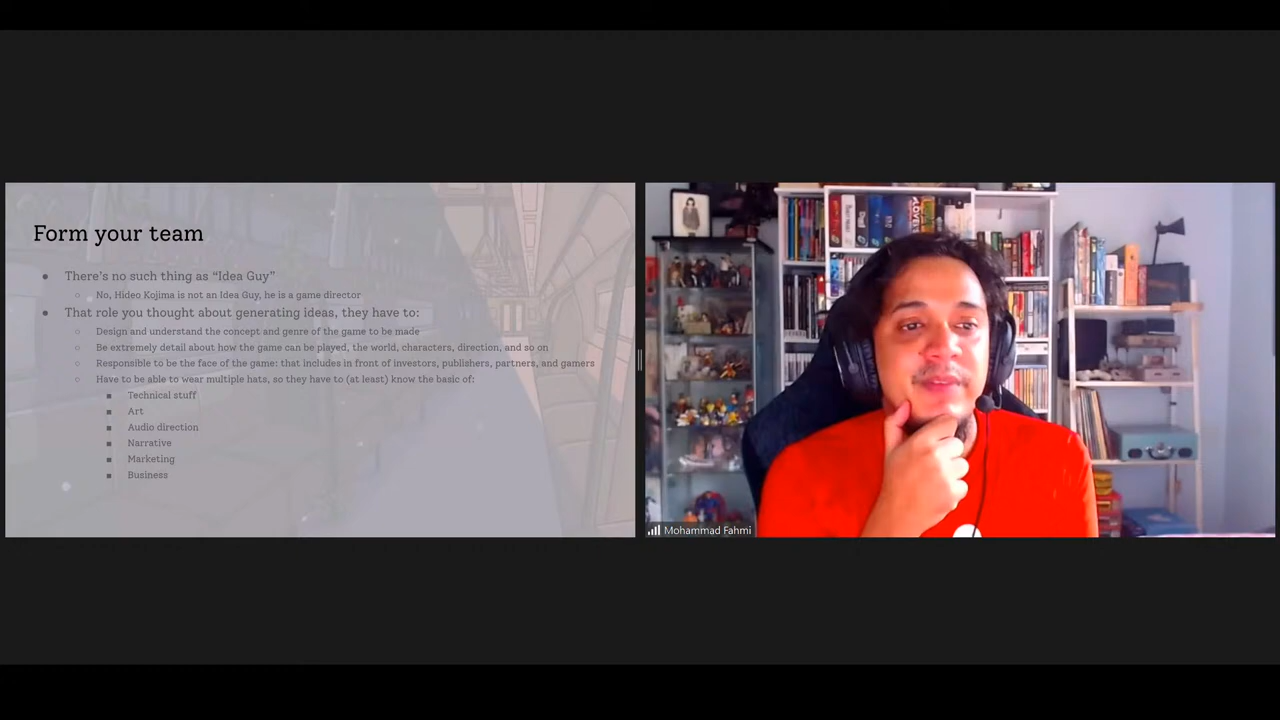 Form your team
● There's no such thing as “Idea Guy”
○ No, Hideo Kojima is not an Idea Guy, he is a game director
● That role you thought about generating ideas, they have to:
○ Design and understand the concept and genre of the game to be made
○ Be extremely detail about how the game can be played, the world, characters, direction, and so on
○ Responsible to be the face of the game: that includes in front of investors, publishers, partners, and gamers
○ Have to be able to wear multiple hats, so they have to (at least) know the basic of:
■ Technical stuff
■ Art
■ Audio direction
■ Narrative
■ Marketing
■ Business
Mohammad Fahmi